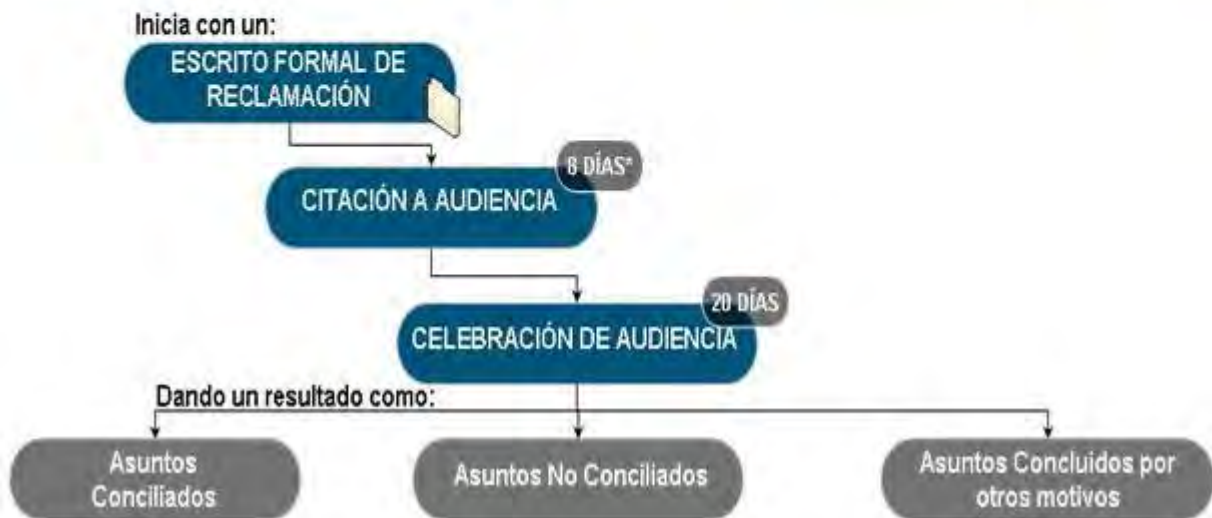 Inicia con un:
ESCRITO FORMAL DE
RECLAMACIÓN
8 DÍAS*
CITACIÓN A AUDIENCIA
20 DÍAS
CELEBRACIÓN DE AUDIENCIA
Dando un resultado como:
Asuntos
Conciliados
Asuntos No Conciliados
Asuntos Concluidos por
otros motivos